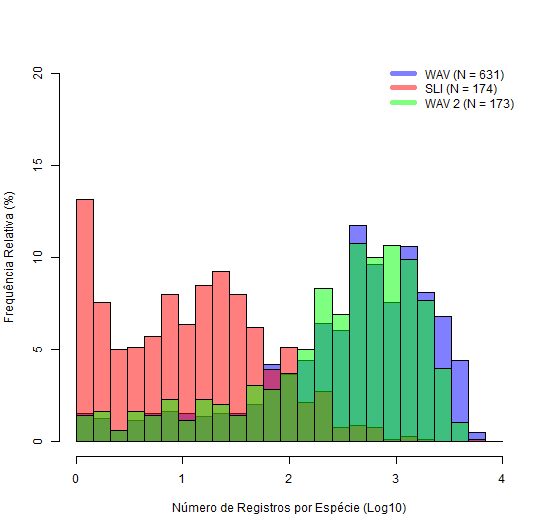 WAV (N = 631)
SLI (N = 174)
WAV 2 (N = 173)
Frequência Relativa (%)
20
15
10
5
0
0 1 2 3 4
Número de Registros por Espécie (Log10)